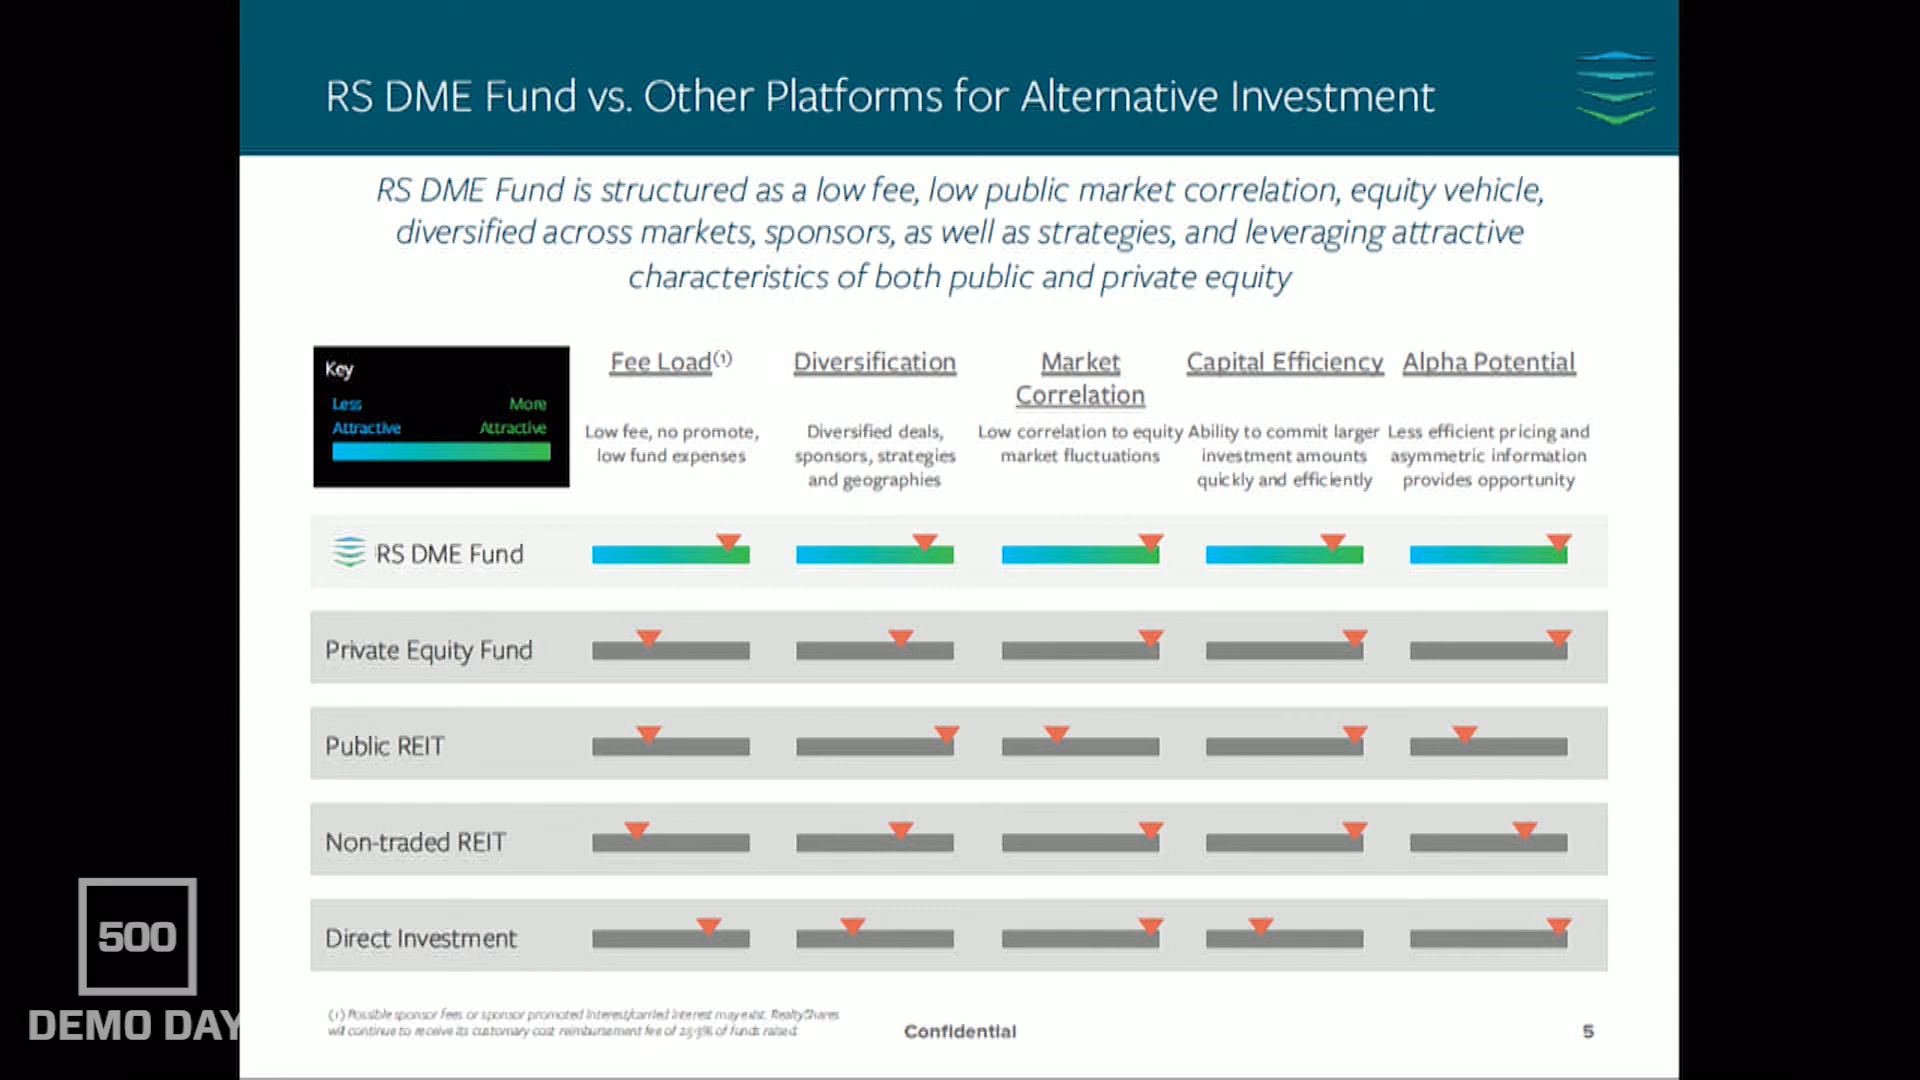 RS DME Fund vs. Other Platforms for Alternative Investment
RS DME Fund is structured as a low fee, low public market correlation, equity vehicle,
diversified across markets, sponsors, as well as strategies, and leveraging attractive
characteristics of both public and private equity
Key
Less
Attractive
More
Attractive
Fee Load(1)
Low fee, no promote,
low fund expenses
Diversification
Diversified deals,
sponsors, strategies
and geographies
Market
Correlation
Low correlation to equity
market fluctuations
Capital Efficiency
Ability to commit larger
investment amounts
quickly and efficiently
Alpha Potential
Less efficient pricing and
asymmetric information
provides opportunity
RS DME Fund
Private Equity Fund
Public REIT
Non-traded REIT
Direct Investment
(1) Possible sponsor fees or sponsor promoted interest/carried interest may exist. RealtyShares
will continue to receive its customary cost reimbursement fee of of funds raised.
Confidential
5
500
DEMO DAY